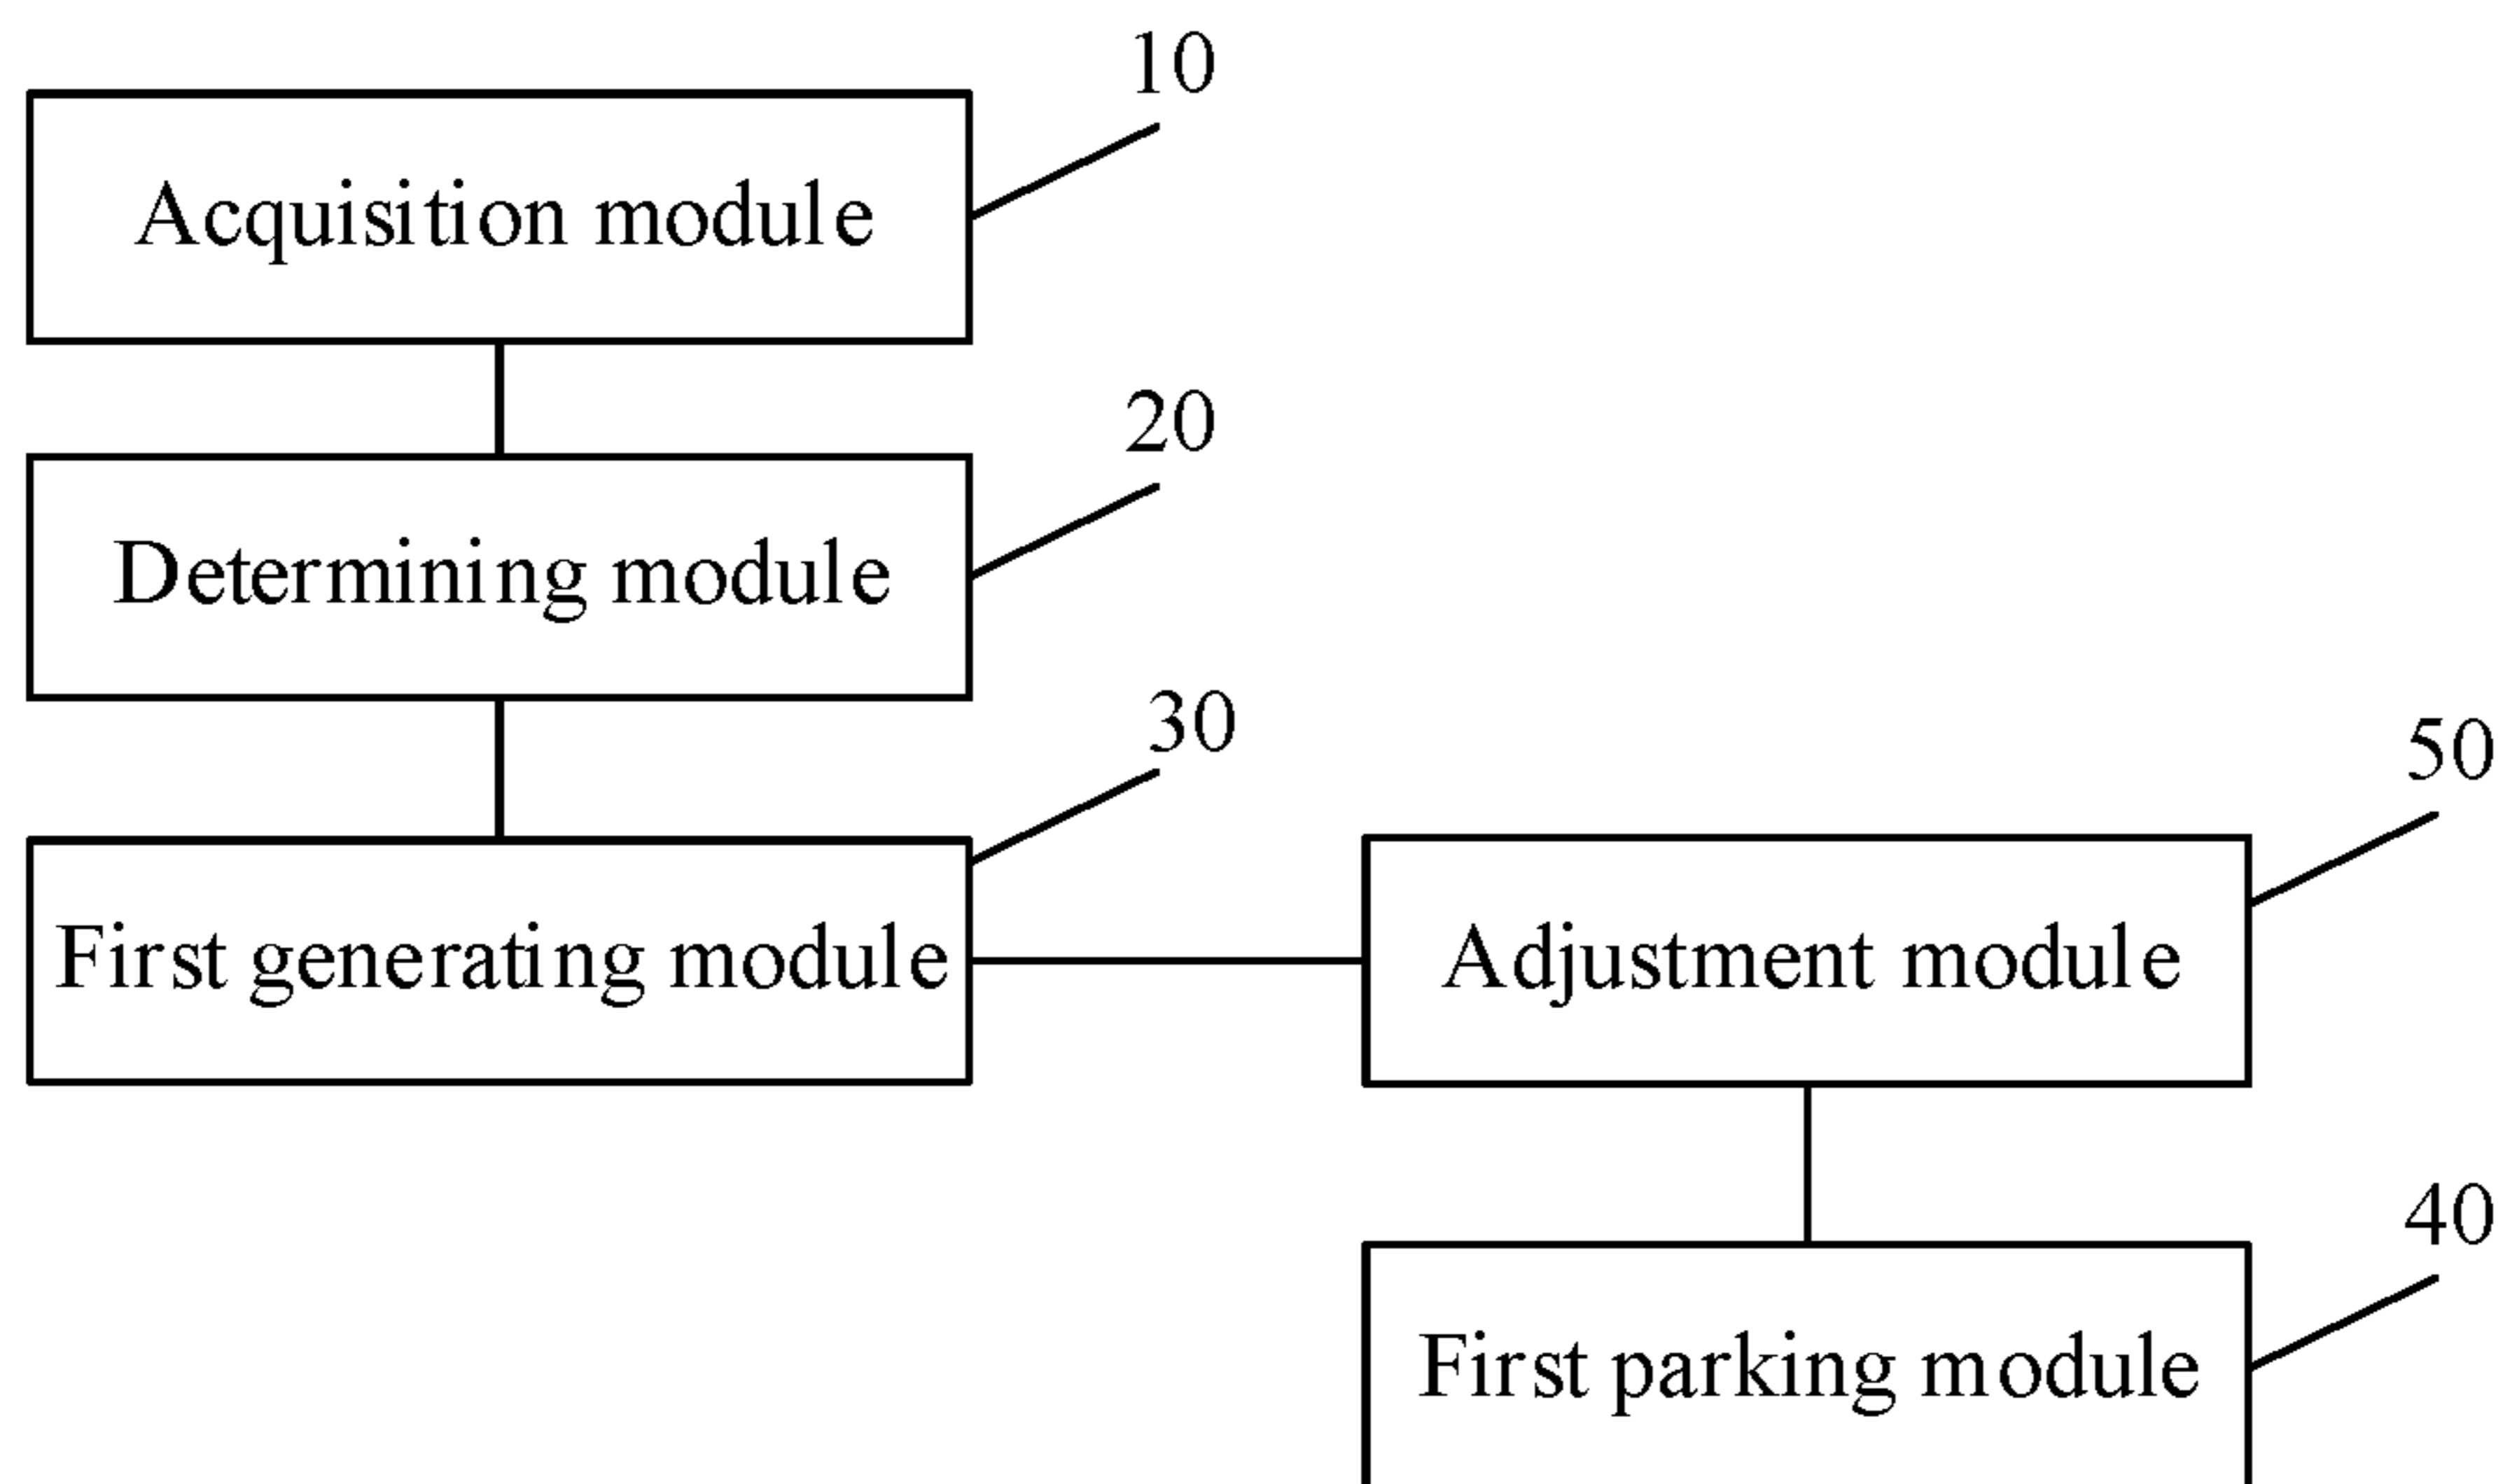 10
Acquisition module
20
Determining module
30
First generating module
50
Adjustment module
40
First parking module